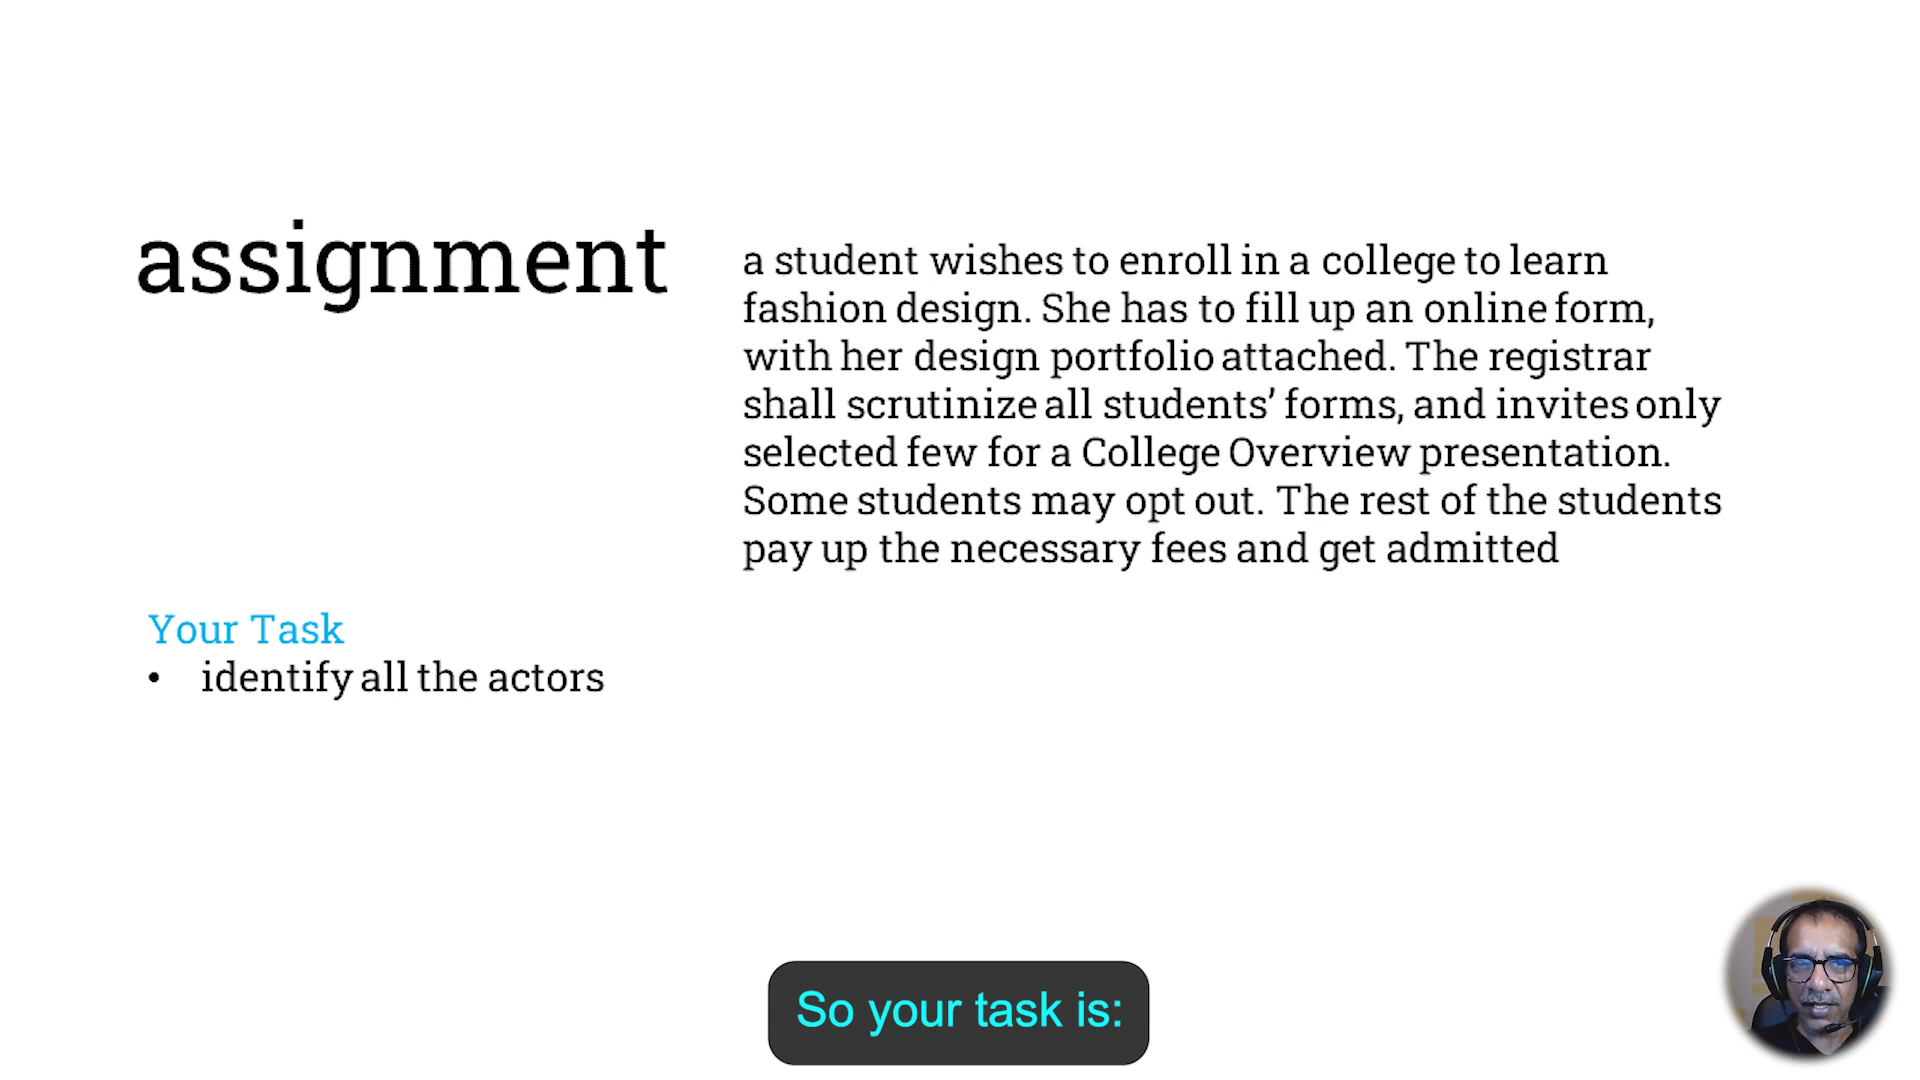 assignment
a student wishes to enroll in a college to learn
fashion design. She has to fill up an online form,
with her design portfolio attached. The registrar
shall scrutinize all students’ forms, and invites only
selected few for a College Overview presentation.
Some students may opt out. The rest of the students
pay up the necessary fees and get admitted
Your Task
• identify all the actors
So your task is: